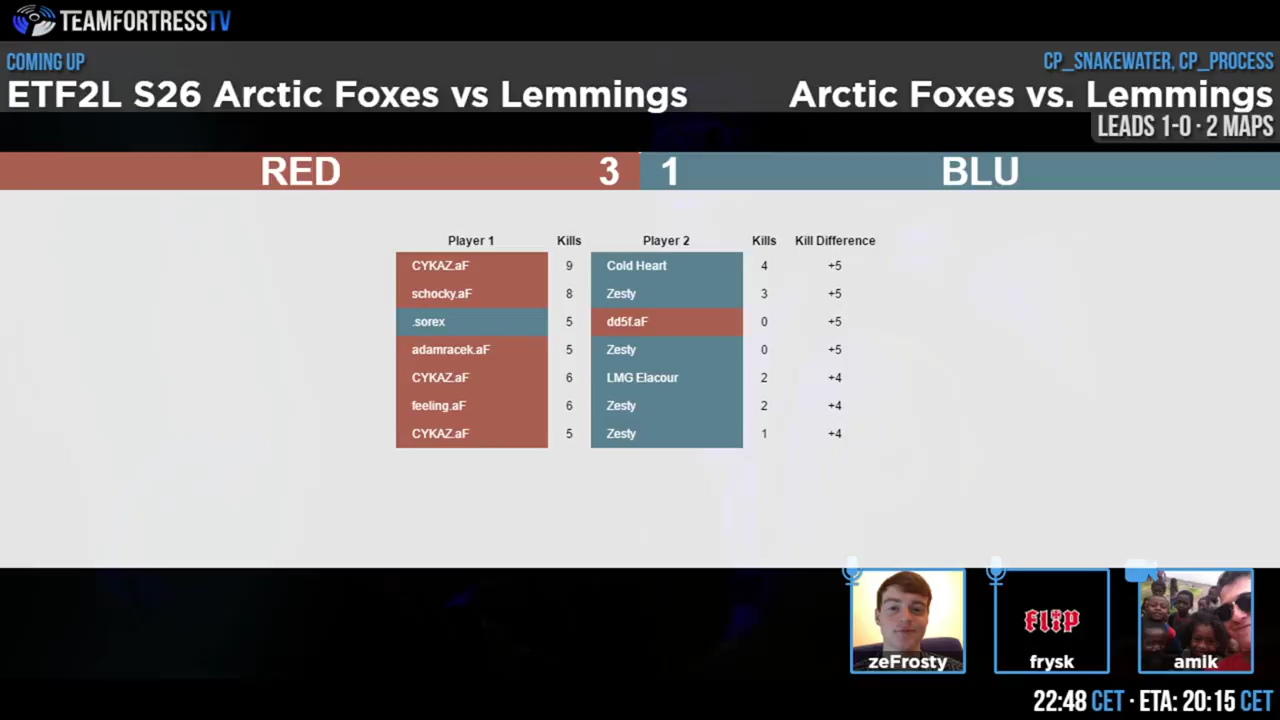 TEAMFORTRESSTV
COMING UP
ETF2L S26 Arctic Foxes vs Lemmings
CP_SNAKEWATER, CP_PROCESS
Arctic Foxes vs. Lemmings
LEADS 1-0 · 2 MAPS
RED 3 1 BLU
Player 1 Kills Player 2 Kills Kill Difference
CYKAZ.aF 9 Cold Heart 4 +5
schocky.aF 8 Zesty 3 +5
.sorex 5 dd5f.aF 0 +5
adamracek.aF 5 Zesty 0 +5
CYKAZ.aF 6 LMG Elacour 2 +4
feeling.aF 6 Zesty 2 +4
CYKAZ.aF 5 Zesty 1 +4
FLIP
zeFrosty frysk amik
22:48 CET · ETA: 20:15 CET